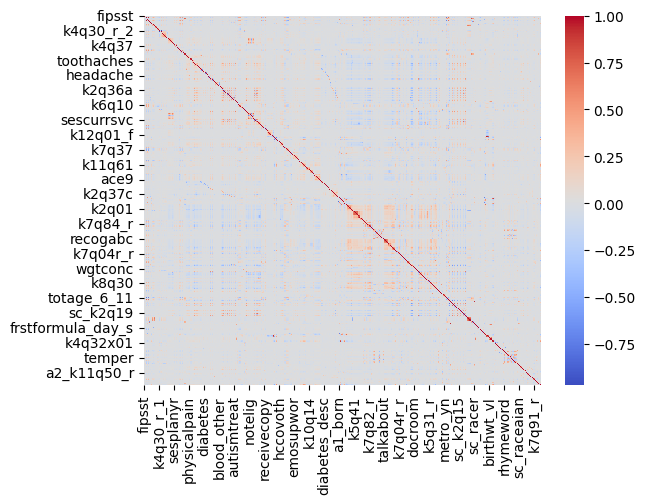 fipsst
k4q30_r_2
k4q37
toothaches
headache
k2q36a
k6q10
sescurrsvc
k12q01_f
k7q37
k11q61
ace9
k2q37c
k2q01
k7q84_r
recogabc
k7q04r_r
wgtconc
k8q30
totage_6_11
sc_k2q19
frstformula_day_s
k4q32x01
temper
a2_k11q50_r
fipsst
k4q30_r_1
sesplanyr
physicalpain
diabetes
blood_other
autismtreat
notelig
receivecopy
hccovoth
emosupwor
k10q14
diabetes_desc
a1_born
k5q41
k7q82_r
talkabout
k7q04r_r
docroom
k5q31_r
metro_yn
sc_k2q15
sc_racer
birthwt_vl
rhymeword
sc_raceaian
k7q91_r
1.00
0.75
0.50
0.25
0.00
−0.25
−0.50
−0.75